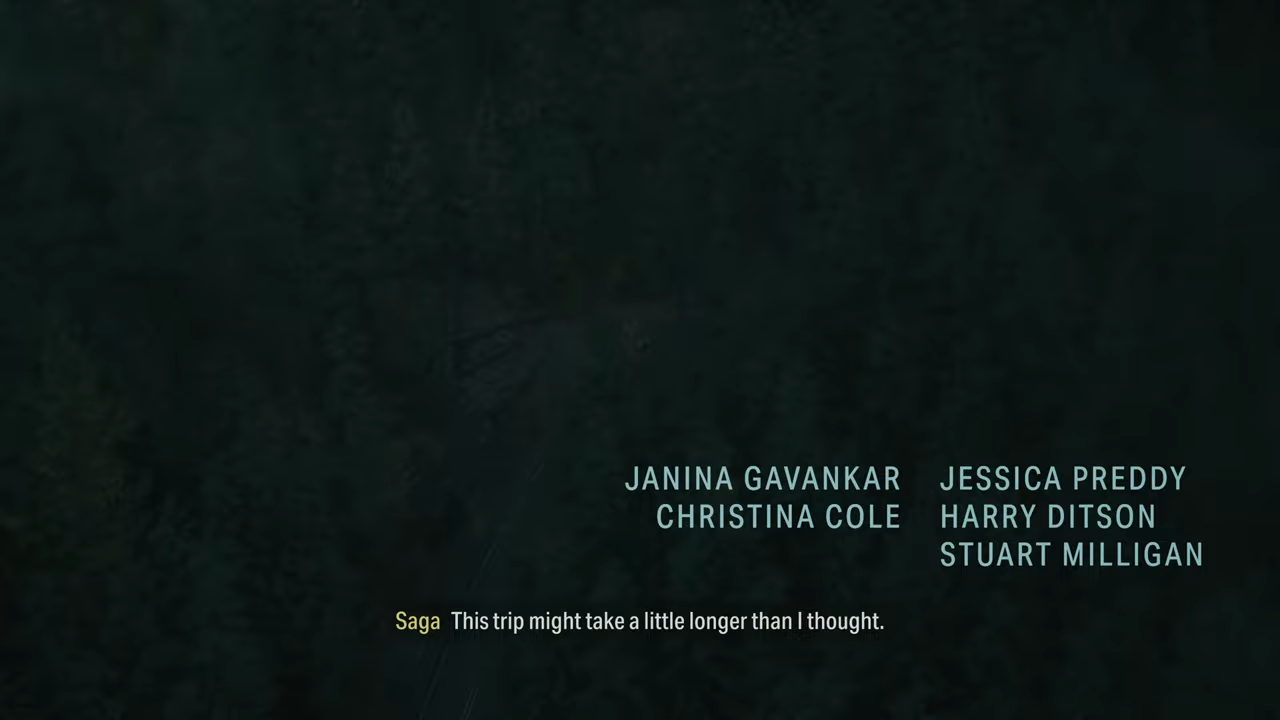 JANINA GAVANKAR
CHRISTINA COLE
JESSICA PREDDY
HARRY DITSON
STUART MILLIGAN
Saga This trip might take a little longer than I thought.